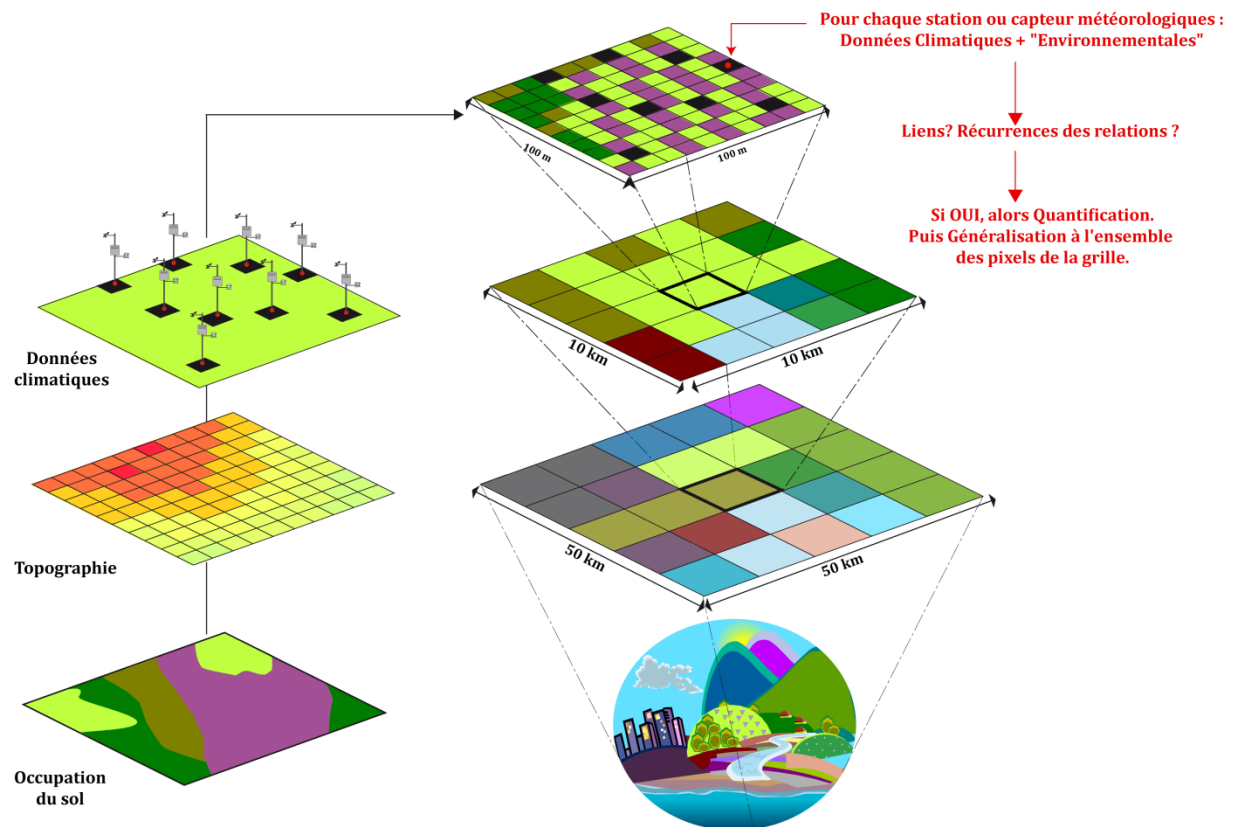 Pour chaque station ou capteur météorologiques :
Données Climatiques + "Environnementales"
Liens? Récurrences des relations ?
Si OUI, alors Quantification.
Puis Généralisation à l'ensemble
des pixels de la grille.
100 m
100 m
Données
climatiques
10 km
10 km
Topographie
50 km
50 km
Occupation
du sol